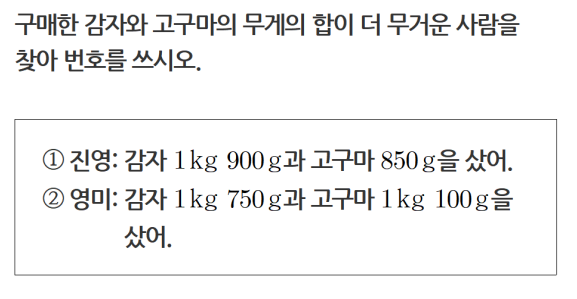 구매한 감자와 고구마의 무게의 합이 더 무거운 사람을
찾아 번호를 쓰시오.
① 진영: 감자 1 kg 900 g과 고구마 850 g을 샀어.
② 영미: 감자 1 kg 750 g과 고구마 1 kg 100 g을
샀어.